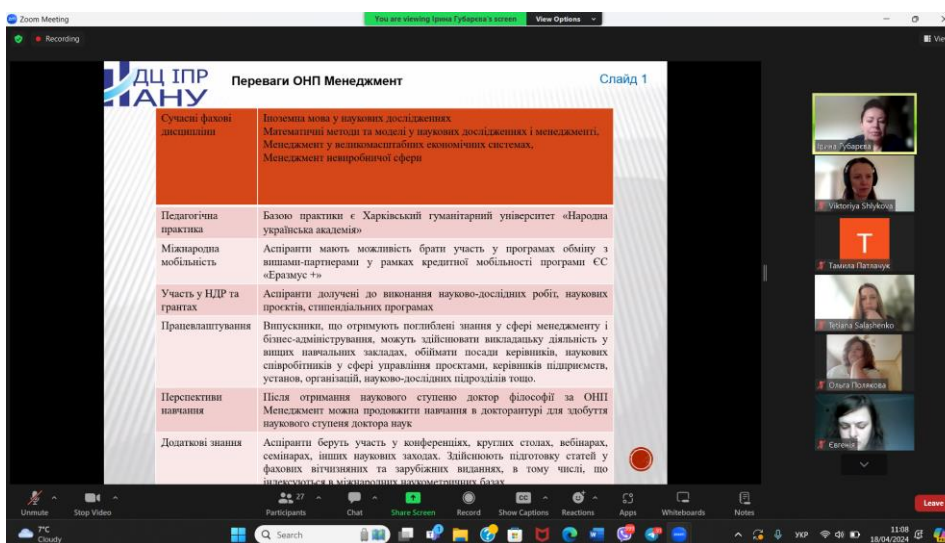 Zoom Meeting
You are viewing Ірина Губарєва's screen
View Options
Recording
View
ДЦ ІПР
НАНУ
Переваги ОНП Менеджмент
Слайд 1
Сучасні фахові дисципліни
Іноземна мова у наукових дослідженнях
Математичні методи та моделі у наукових дослідженнях і менеджменті,
Менеджмент у великомасштабних економічних системах,
Менеджмент невиробничої сфери
Педагогічна практика
Базою практики є Харківський гуманітарний університет «Народна
українська академія»
Міжнародна мобільність
Аспіранти мають можливість брати участь у програмах обміну з
вишами-партнерами у рамках кредитної мобільності програми ЄС
«Еразмус +»
Участь у НДР та грантах
Аспіранти долучені до виконання науково-дослідних робіт, наукових
проєктів, стипендіальних програмах
Працевлаштування
Випускники, що отримують поглиблені знання у сфері менеджменту і
бізнес-адміністрування, можуть здійснювати викладацьку діяльність у
вищих навчальних закладах, обіймати посади керівників, наукових
співробітників у сфері управління проєктами, керівників підприємств,
установ, організацій, науково-дослідних підрозділів тощо.
Перспективи навчання
Після отримання наукового ступеню доктор філософії за ОНП
Менеджмент можна продовжити навчання в докторантурі для здобуття
наукового ступеня доктора наук
Додаткові знання
Аспіранти беруть участь у конференціях, круглих столах, вебінарах,
семінарах, інших наукових заходах. Здійснюють підготовку статей у
фахових вітчизняних та зарубіжних виданнях, в тому числі, що
індексуються в міжнародних наукометричних базах
Ірина Губарєва
Viktoriya Shlykova
Т
Тамила Патлачук
Tetiana Salashenko
Ольга Полякова
Євгенія
Unmute
Stop Video
27
Participants
Chat
Share Screen
Record
CC
Show Captions
Reactions
Apps
Whiteboards
Notes
Leave
7°C
Cloudy
Search
УКР
11:08
18/04/2024